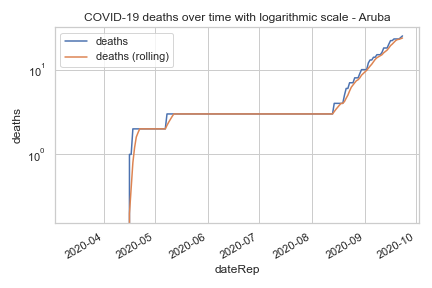 COVID-19 deaths over time with logarithmic scale - Aruba
deaths
deaths (rolling)
10¹
10⁰
deaths
2020-04
2020-05
2020-06
2020-07
2020-08
2020-09
2020-10
dateRep